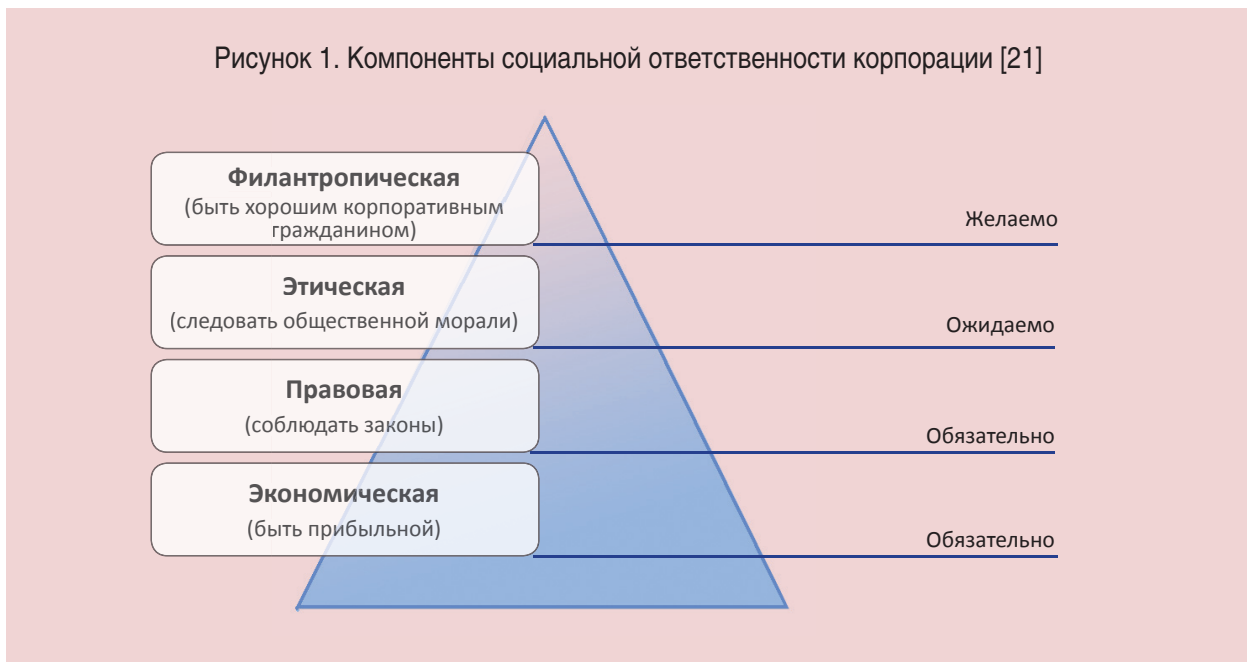 Рисунок 1. Компоненты социальной ответственности корпорации [21]
Филантропическая
(быть хорошим корпоративным
гражданином)
Желаемо
Этическая
(следовать общественной морали)
Ожидаемо
Правовая
(соблюдать законы)
Обязательно
Экономическая
(быть прибыльной)
Обязательно